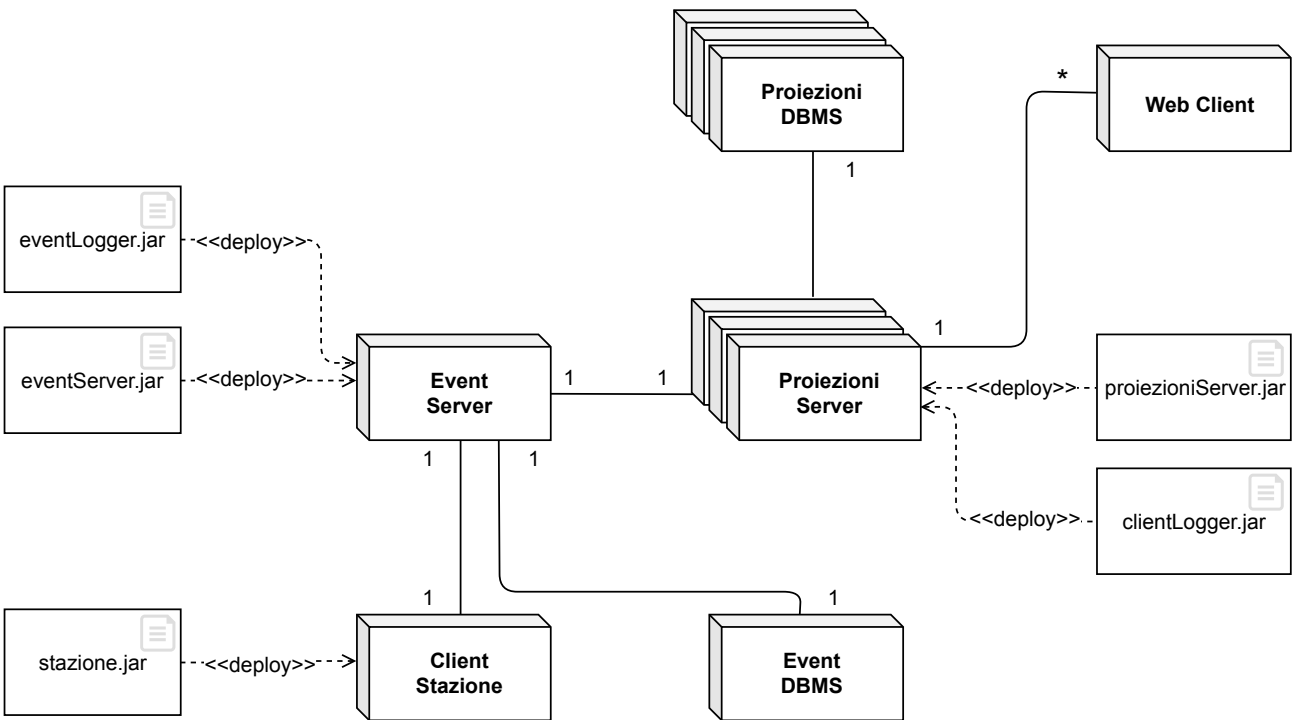 Proiezioni
DBMS
*
Web Client
1
eventLogger.jar
<<deploy>>
1
eventServer.jar
<<deploy>>
Event
Server
1
1
Proiezioni
Server
<<deploy>>
proiezioniServer.jar
1
1
<<deploy>>
clientLogger.jar
1
1
stazione.jar
<<deploy>>
Client
Stazione
Event
DBMS